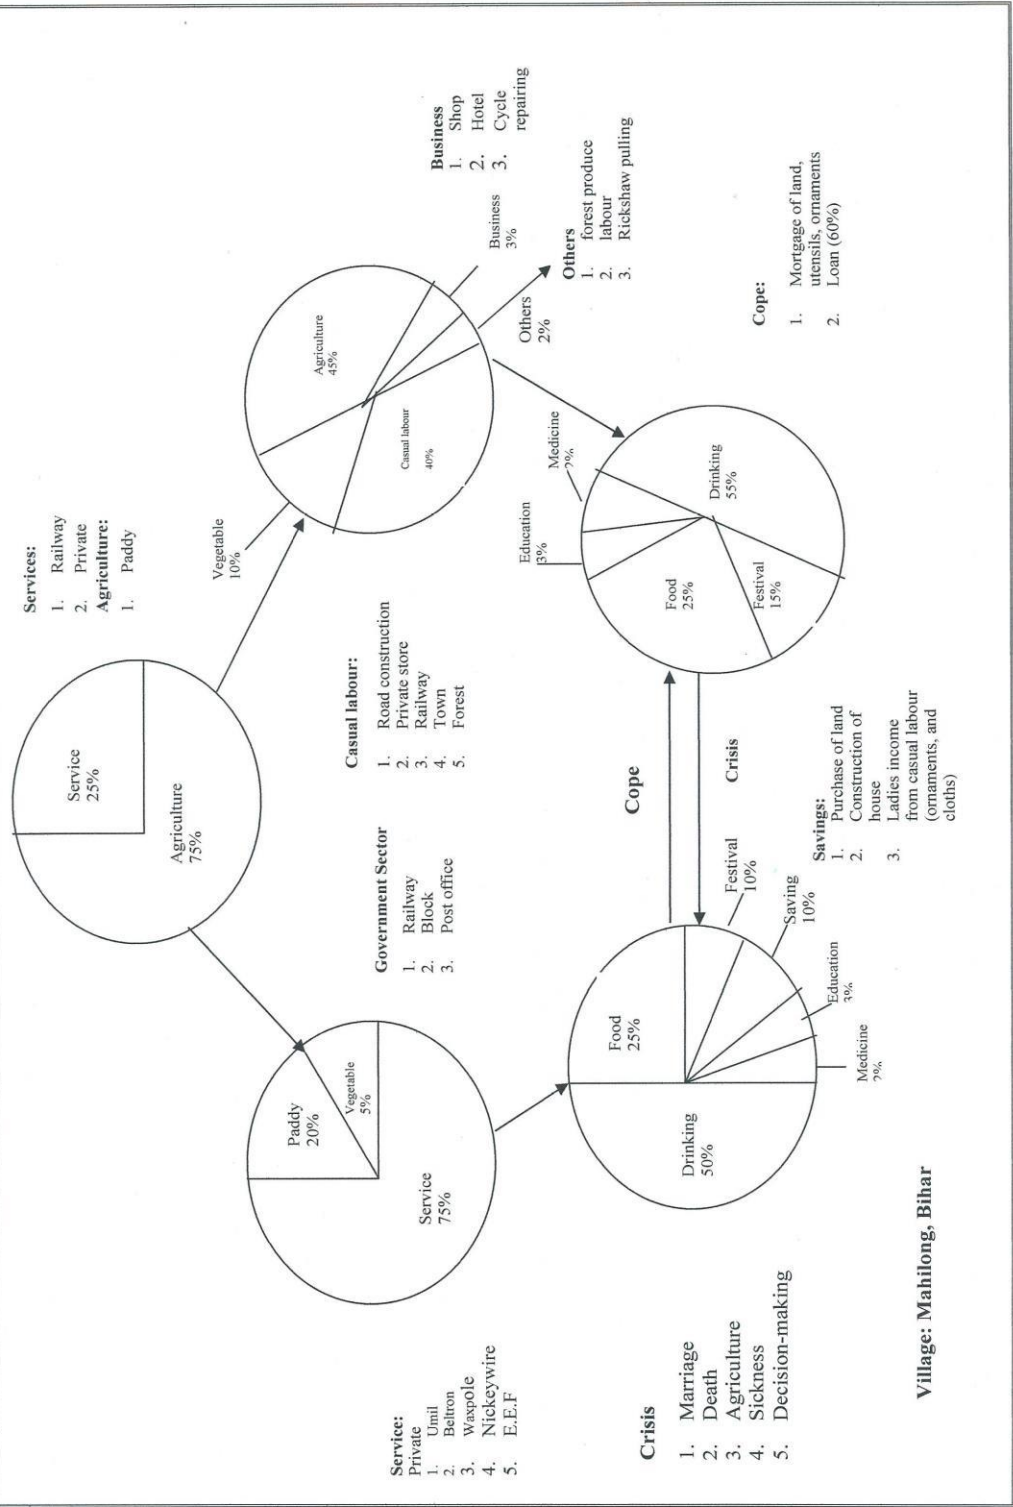 Services:
1. Railway
2. Private
Agriculture:
1. Paddy
Service
25%
Agriculture
75%
Service:
Private
1. Umil
2. Beltron
3. Waxpole
4. Nickeywire
5. E.E.F
Paddy
20%
Vegetable
5%
Service
75%
Government Sector
1. Railway
2. Block
3. Post office
Casual labour:
1. Road construction
2. Private store
3. Railway
4. Town
5. Forest
Vegetable
10%
Agriculture
45%
Casual labour
40%
Business
3%
Others
2%
Business
1. Shop
2. Hotel
3. Cycle
repairing
Others
1. forest produce
2. labour
3. Rickshaw pulling
Crisis
1. Marriage
2. Death
3. Agriculture
4. Sickness
5. Decision-making
Food
25%
Drinking
50%
Festival
10%
Saving
10%
Education
3%
Medicine
2%
Cope
Crisis
Education
3%
Medicine
2%
Food
25%
Drinking
55%
Festival
15%
Savings:
1. Purchase of land
2. Construction of
house
3. Ladies income
from casual labour
(ornaments, and
cloths)
Cope:
1. Mortgage of land,
utensils, ornaments
2. Loan (60%)
Village: Mahilong, Bihar